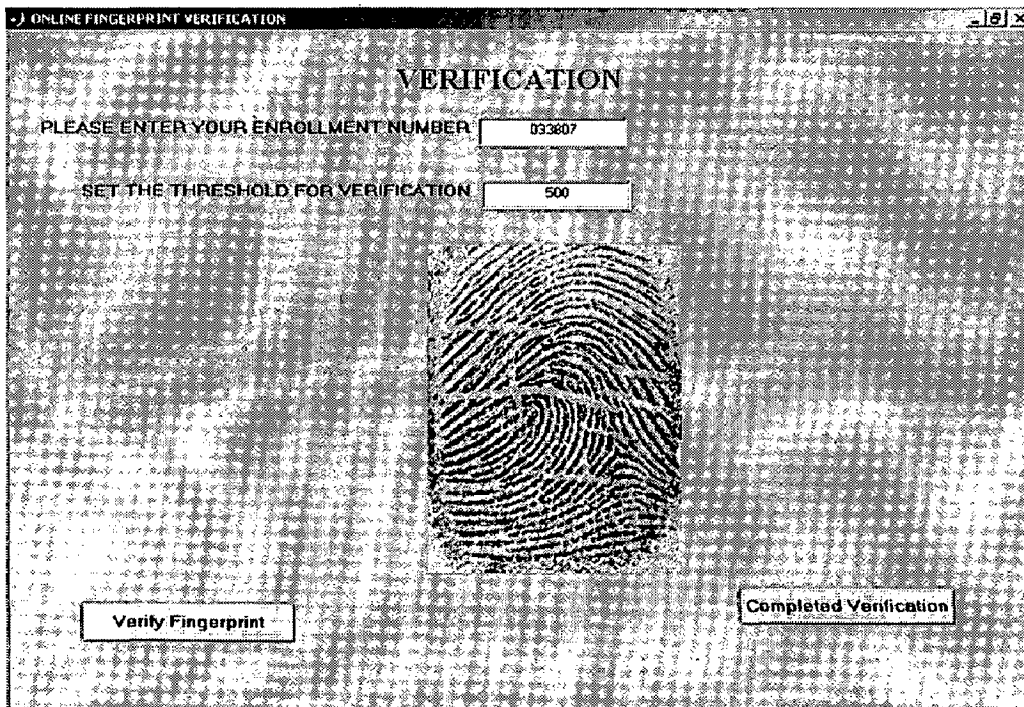 ONLINE FINGERPRINT VERIFICATION
VERIFICATION
PLEASE ENTER YOUR ENROLLMENT NUMBER 033807
SET THE THRESHOLD FOR VERIFICATION 500
Verify Fingerprint
Completed Verification